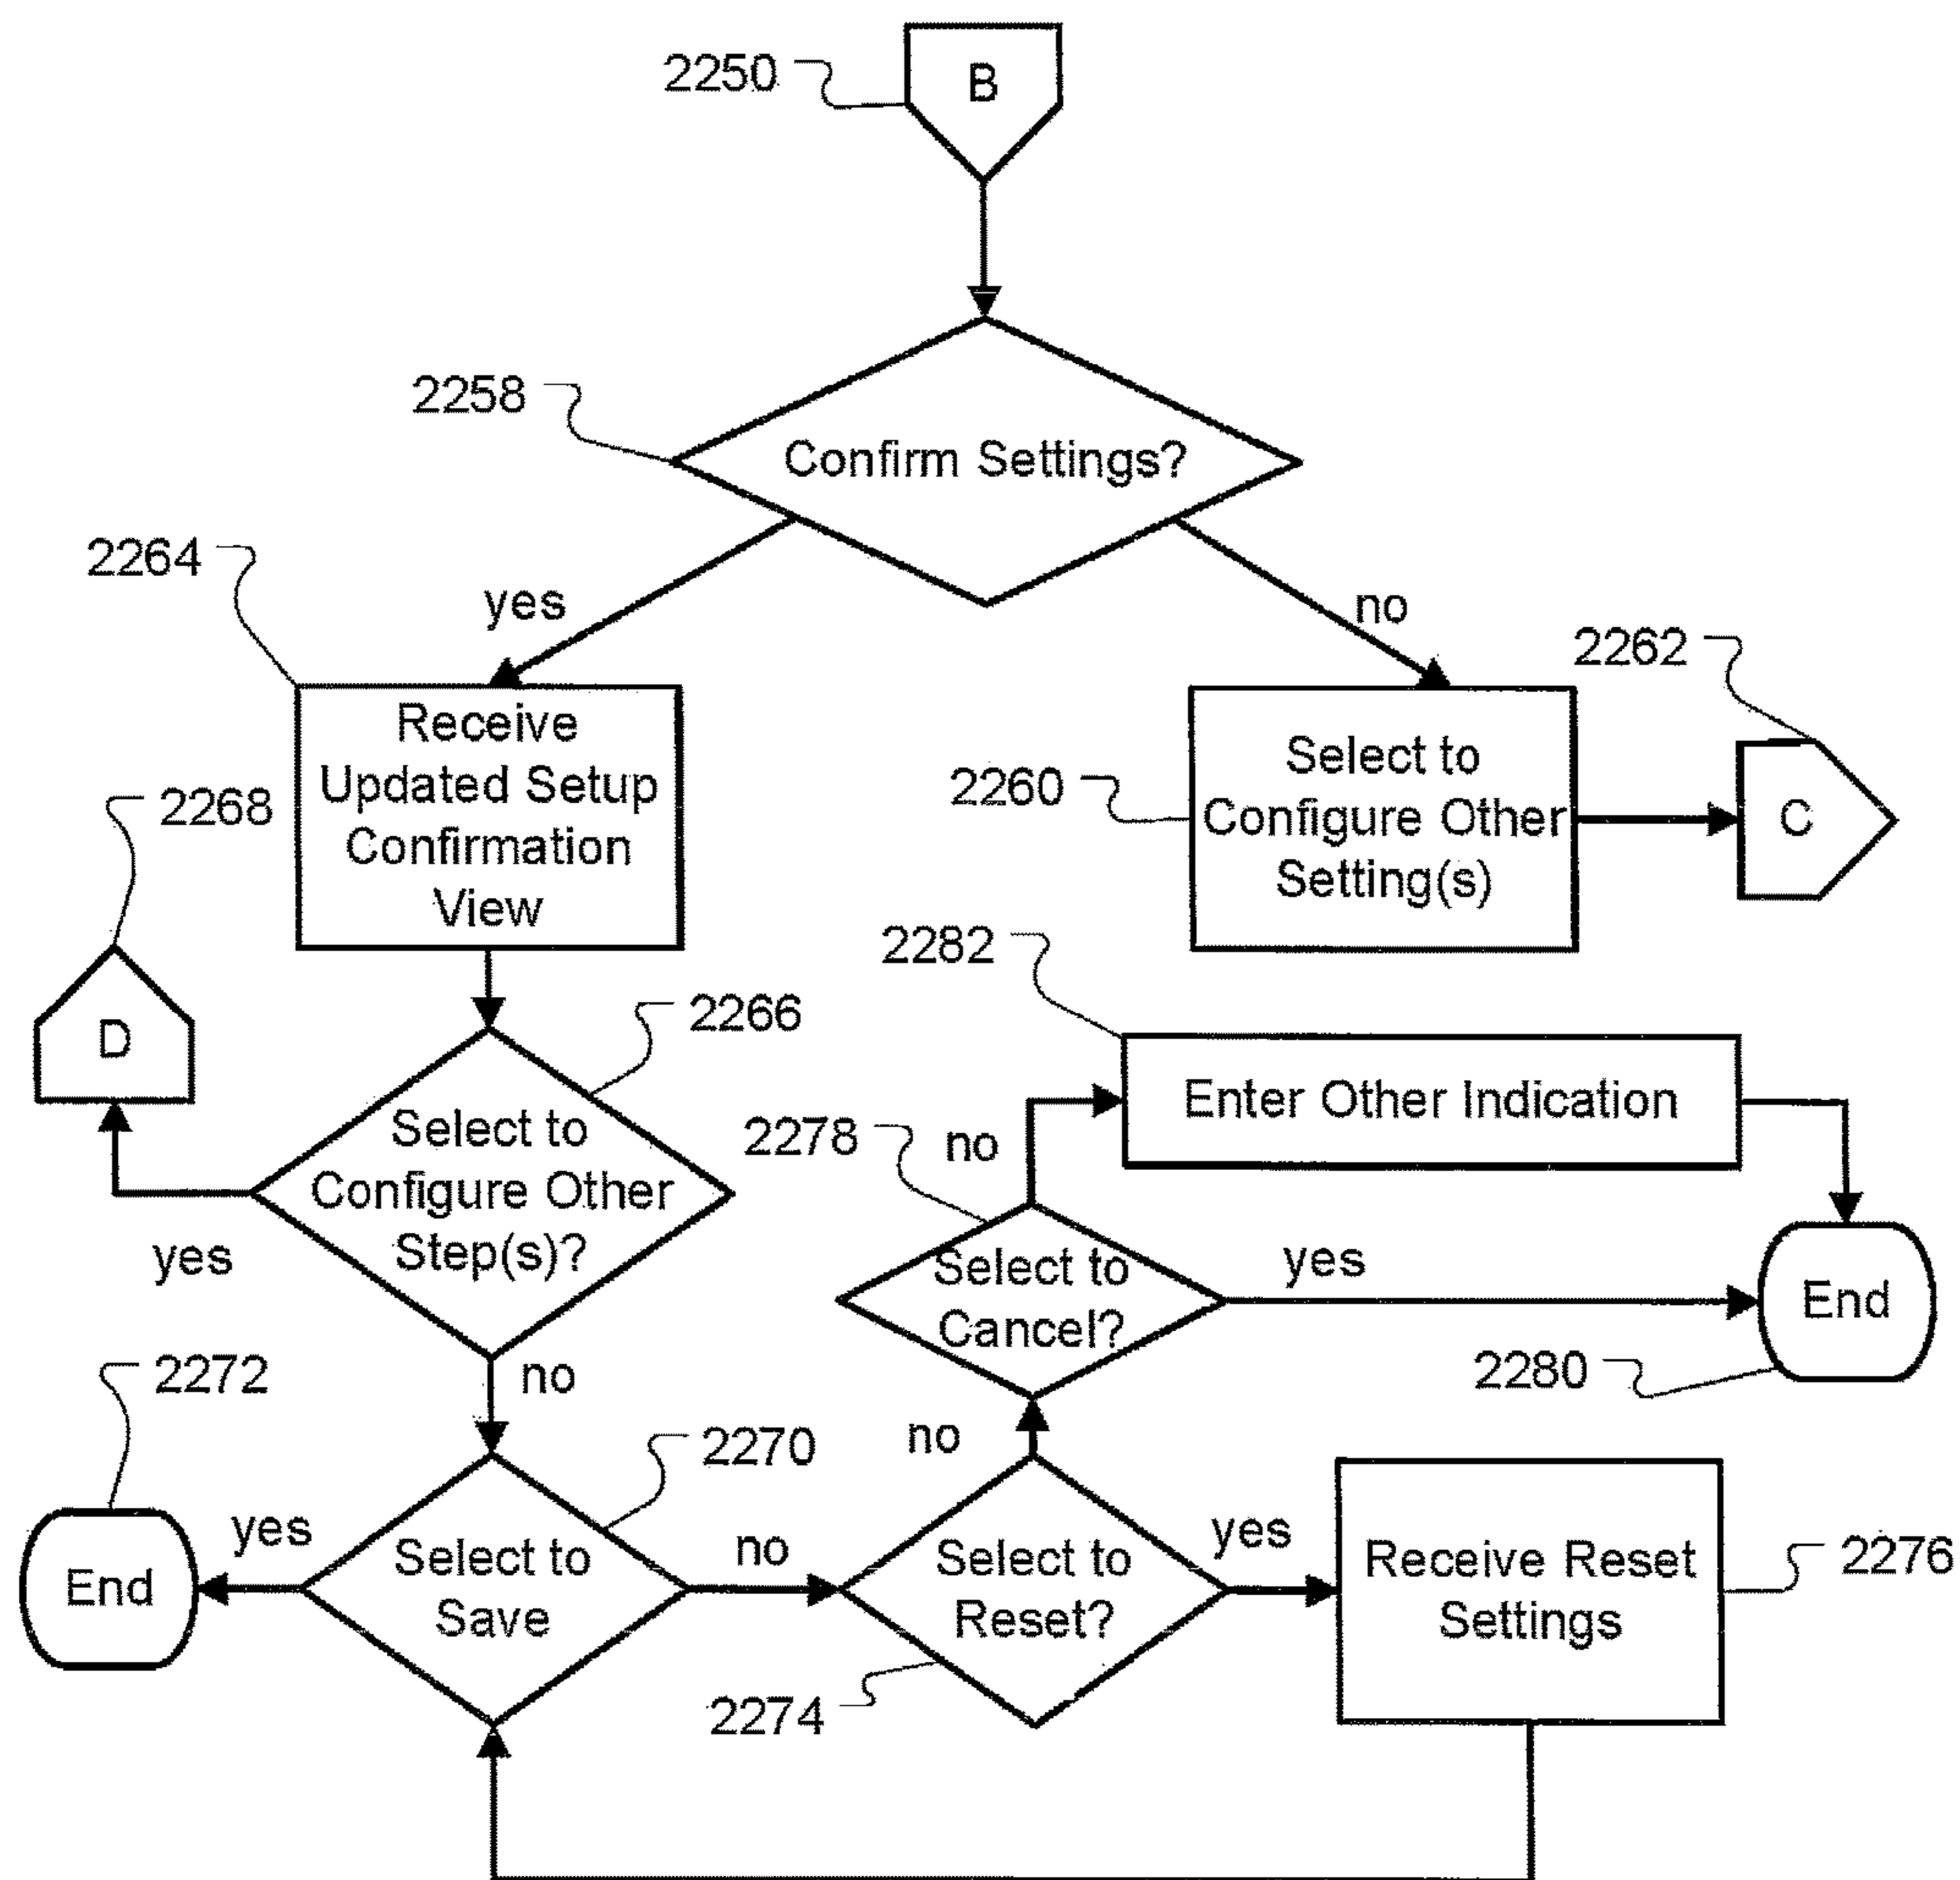 2250
B
2258
Confirm Settings?
2264
yes
no
2262
Receive
Updated Setup
Confirmation
View
2260
Select to
Configure Other
Setting(s)
C
2268
D
2266
Select to
Configure Other
Step(s)?
yes
no
2282
Enter Other Indication
2278
no
Select to
Cancel?
yes
End
2280
2272
End
yes
2270
Select to
Save
no
no
Select to
Reset?
2274
yes
Receive Reset
Settings
2276